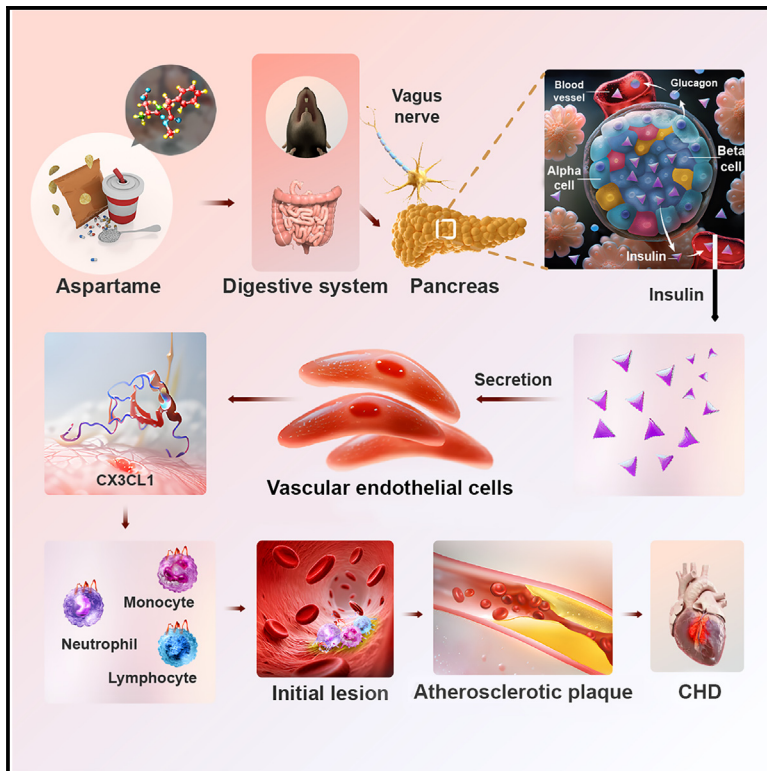 Vagus
nerve
Blood
vessel
Glucagon
Alpha
cell
Beta
cell
Insulin
Aspartame
Digestive system
Pancreas
Insulin
Secretion
CX3CL1
Vascular endothelial cells
Monocyte
Neutrophil
Lymphocyte
Initial lesion
Atherosclerotic plaque
CHD